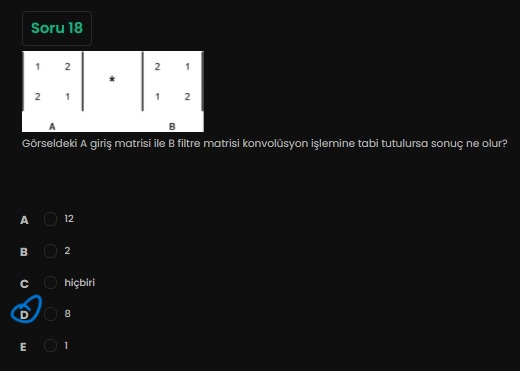 Soru 18
1 2 * 2 1
2 1 1 2
A B
Görseldeki A giriş matrisi ile B filtre matrisi konvolüsyon işlemine tabi tutulursa sonuç ne olur?
A 12
B 2
C hiçbiri
D 8
E 1